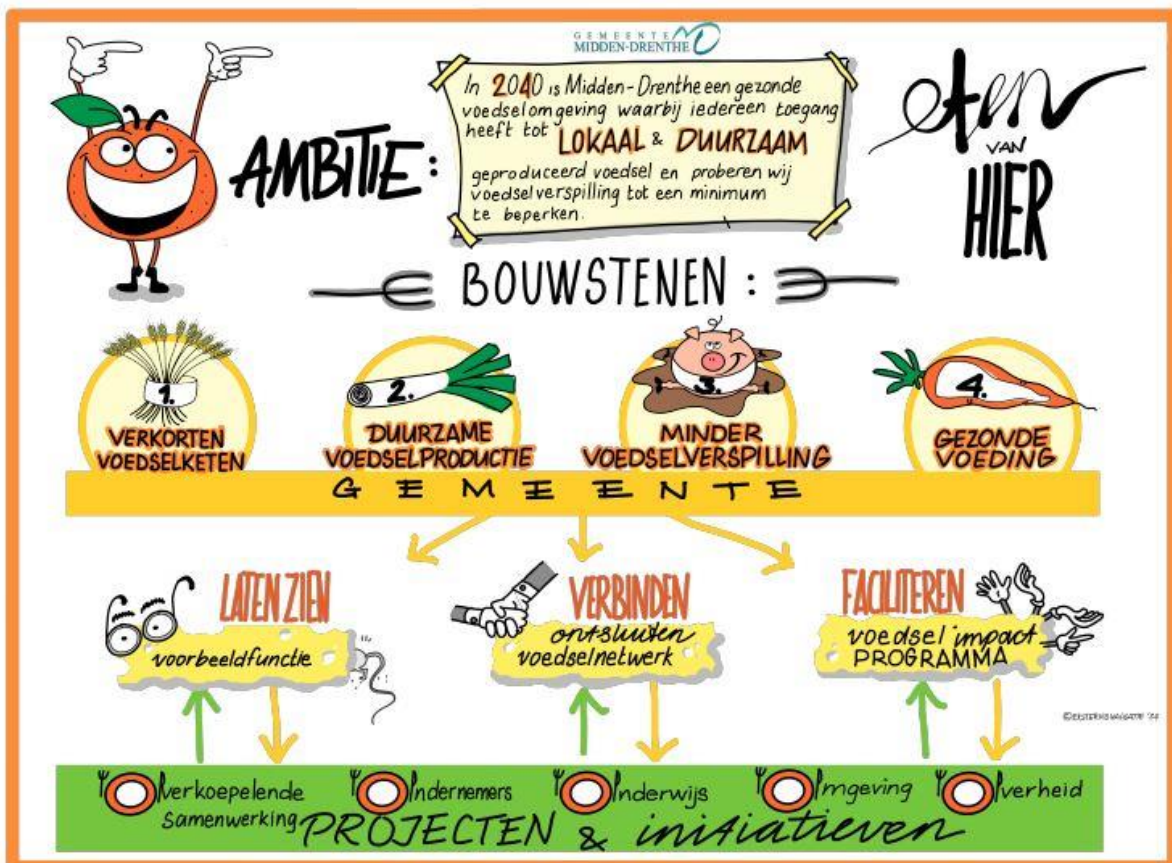 GEMEENTE
MIDDEN-DRENTHE
AMBITIE:
In 2040 is Midden-Drenthe een gezonde
voedselomgeving waarbij iedereen toegang
heeft tot LOKAAL & DUURZAAM
geproduceerd voedsel en proberen wij
voedselverspilling tot een minimum
te beperken.
Eten
VAN
HIER
BOUWSTENEN:
1.
VERKORTEN
VOEDSELKETEN
2.
DUURZAME
VOEDSELPRODUCTIE
3.
MINDER
VOEDSELVERSPILLING
4.
GEZONDE
VOEDING
GEMEENTE
LATEN ZIEN
voorbeeldfunctie
VERBINDEN
ontsluiten
voedselnetwerk
FACILITEREN
voedsel impact
PROGRAMMA
Overkoepelende
Samenwerking
Ondernemers
Onderwijs
Omgeving
Overheid
PROJECTEN & initiatieven